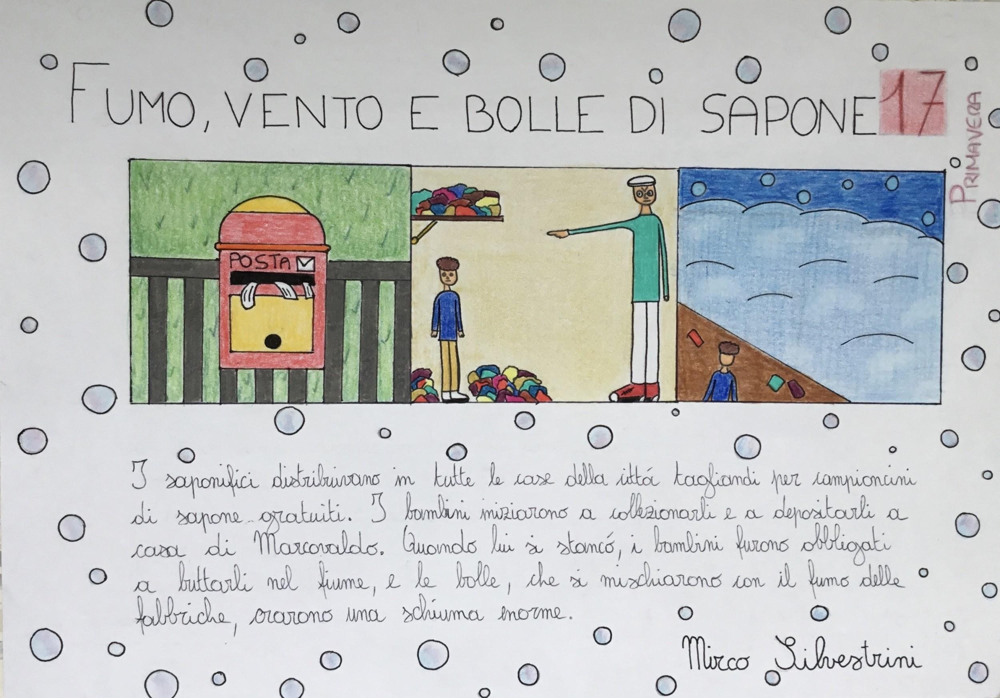 FUMO, VENTO E BOLLE DI SAPONE 17
PRIMAVERA
POSTA
I saponifici distribuivano in tutte le case della cittá tagliandi per campioncini
di sapone gratuiti. I bambini iniziarono a collezionarli e a depositarli a
casa di Marcovaldo. Quando lui si stancó, i bambini furono obbligati
a buttarli nel fiume, e le bolle, che si mischiarono con il fumo delle
fabbriche, crearono una schiuma enorme.
Mirco Silvestrini